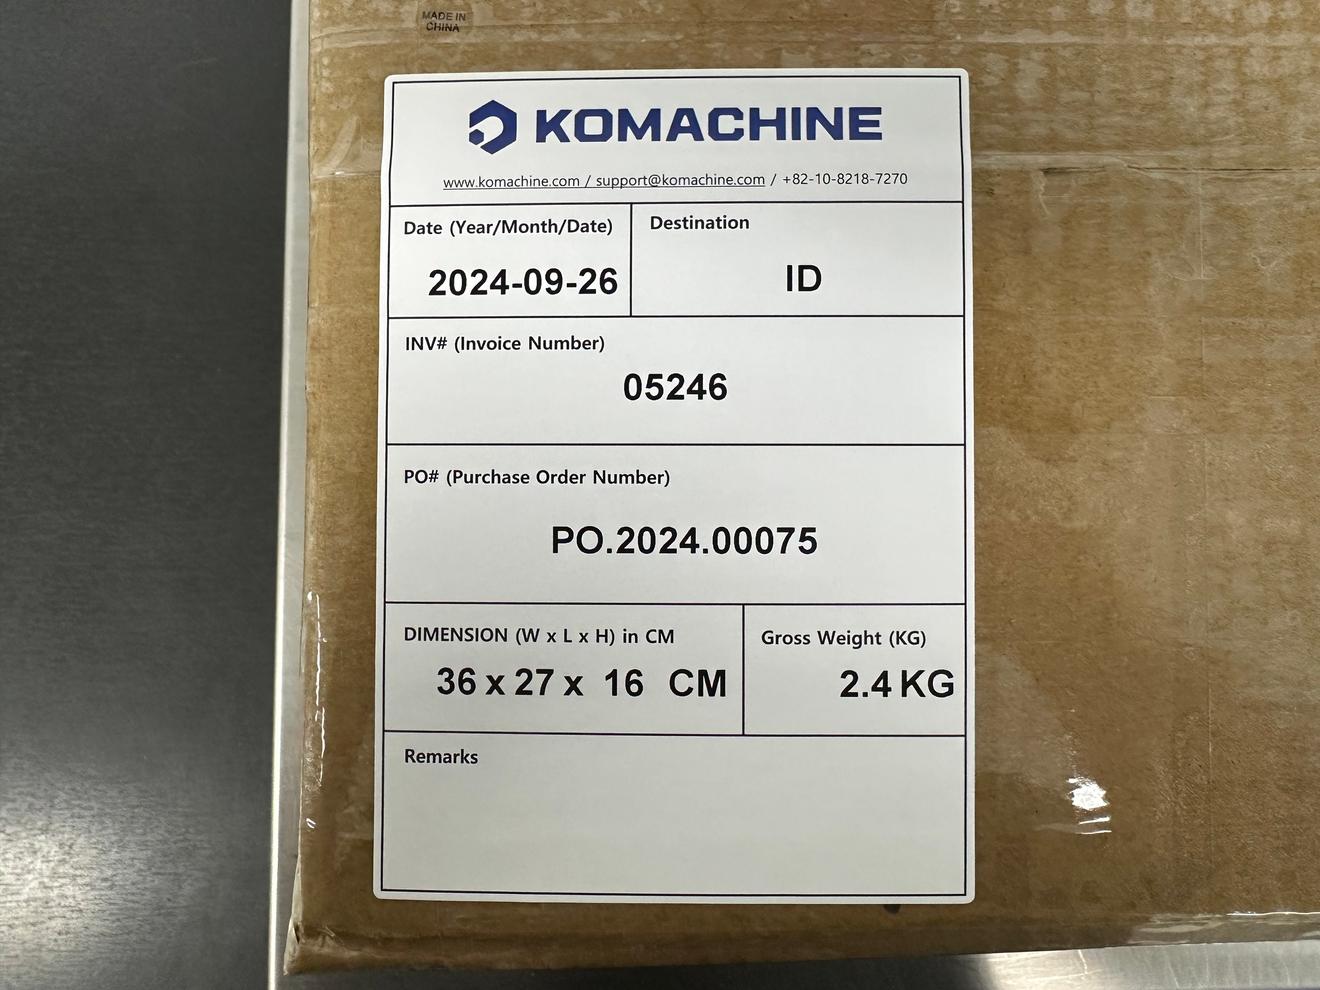 MADE IN
CHINA
KOMACHINE
www.komachine.com / support@komachine.com / +82-10-8218-7270
Date (Year/Month/Date)
2024-09-26
Destination
ID
INV# (Invoice Number)
05246
PO# (Purchase Order Number)
PO.2024.00075
DIMENSION (W x L x H) in CM
36 x 27 x 16 CM
Gross Weight (KG)
2.4 KG
Remarks